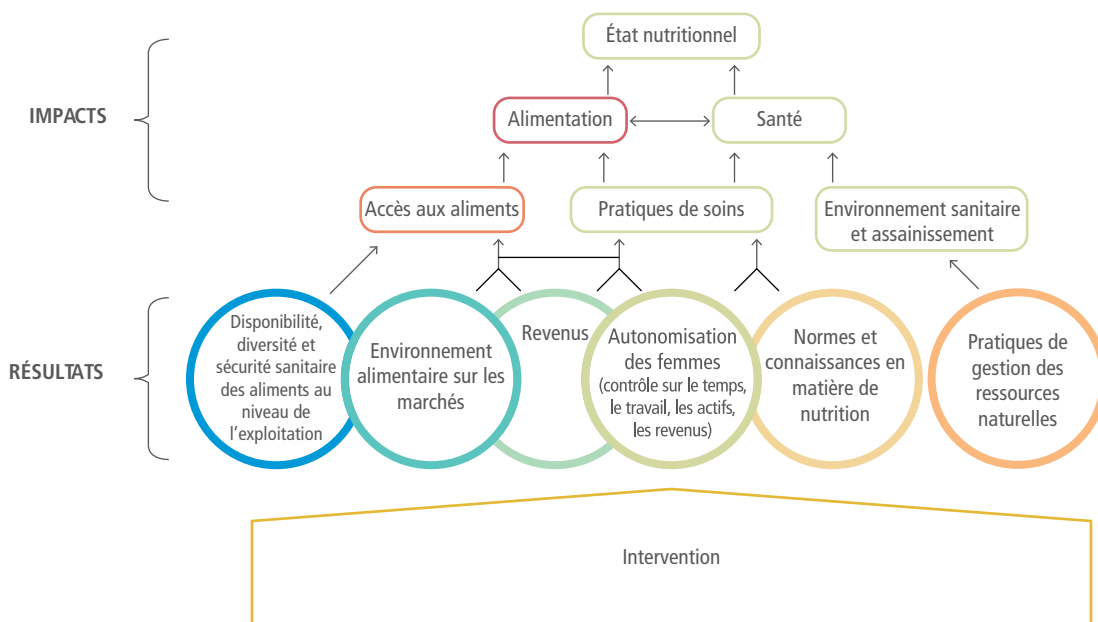 État nutritionnel
IMPACTS
Alimentation
Santé
Accès aux aliments
Pratiques de soins
Environnement sanitaire
et assainissement
RÉSULTATS
Disponibilité,
diversité et
sécurité sanitaire
des aliments au
niveau de
l'exploitation
Environnement
alimentaire sur les
marchés
Revenus
Autonomisation
des femmes
(contrôle sur le temps,
le travail, les actifs,
les revenus)
Normes et
connaissances en
matière de
nutrition
Pratiques de
gestion des
ressources
naturelles
Intervention